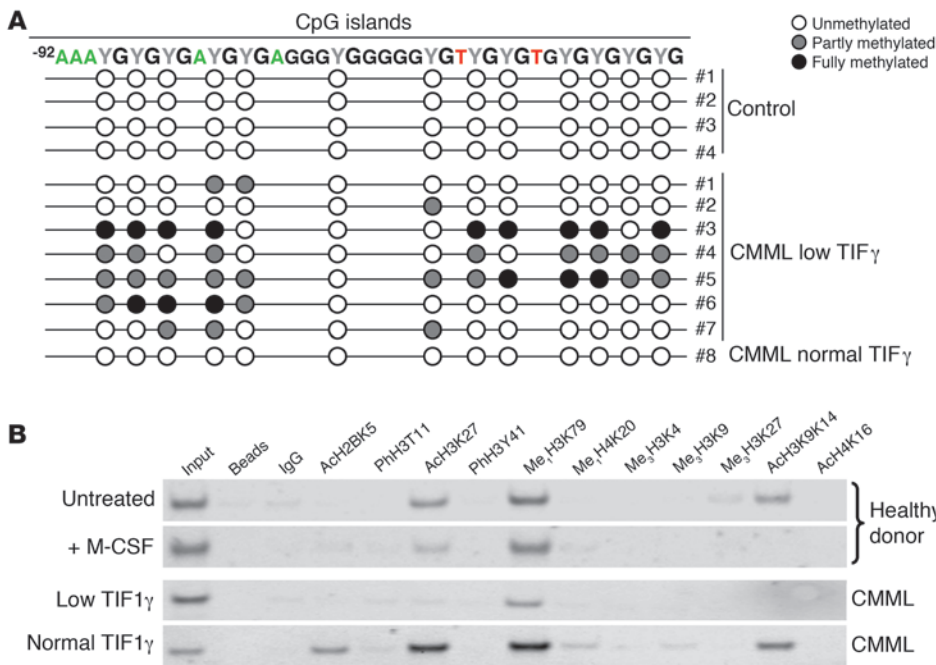 A
CpG islands
-92AAAYGYGYGAYGYGAGGGYGGGGGYGTYGYGTGYGYGYGYG
Unmethylated
Partly methylated
Fully methylated
#1
#2
#3
#4
Control
#1
#2
#3
#4
#5
#6
#7
CMML low TIFγ
#8 CMML normal TIFγ
B
Input
Beads
IgG
AcH2BK5
PhH3T11
AcH3K27
PhH3Y41
Me₁H3K79
Me₁H4K20
Me₃H3K4
Me₃H3K9
Me₃H3K27
AcH3K9K14
AcH4K16
Untreated
+ M-CSF
Healthy
donor
Low TIF1γ CMML
Normal TIF1γ CMML